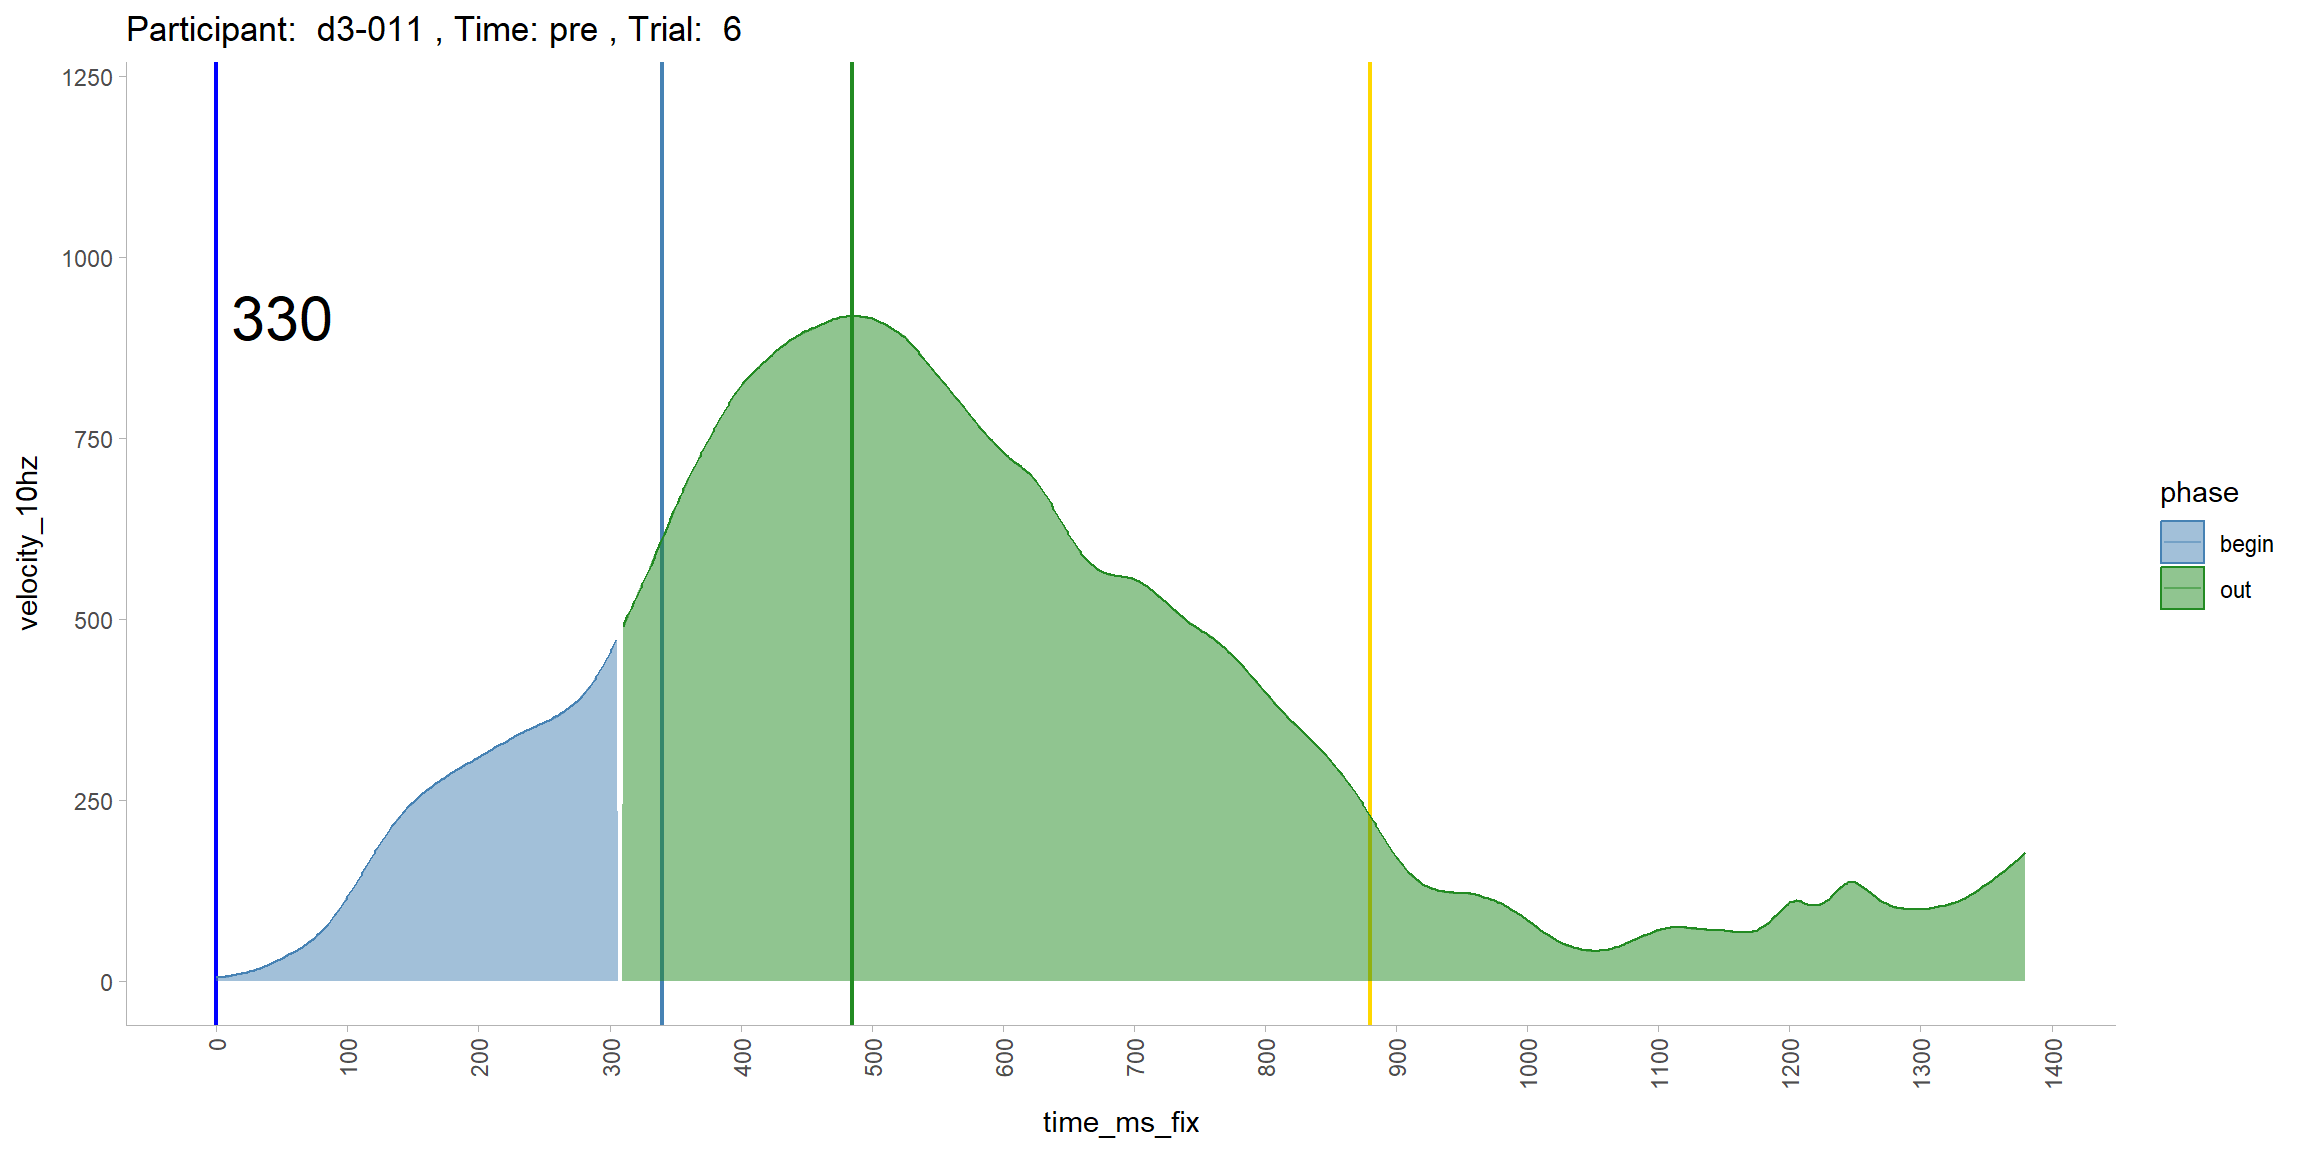 Participant:  d3-011 , Time: pre , Trial:  6
1250
1000
750
500
250
0
velocity_10hz
330
0 100 200 300 400 500 600 700 800 900 1000 1100 1200 1300 1400
time_ms_fix
phase
begin
out